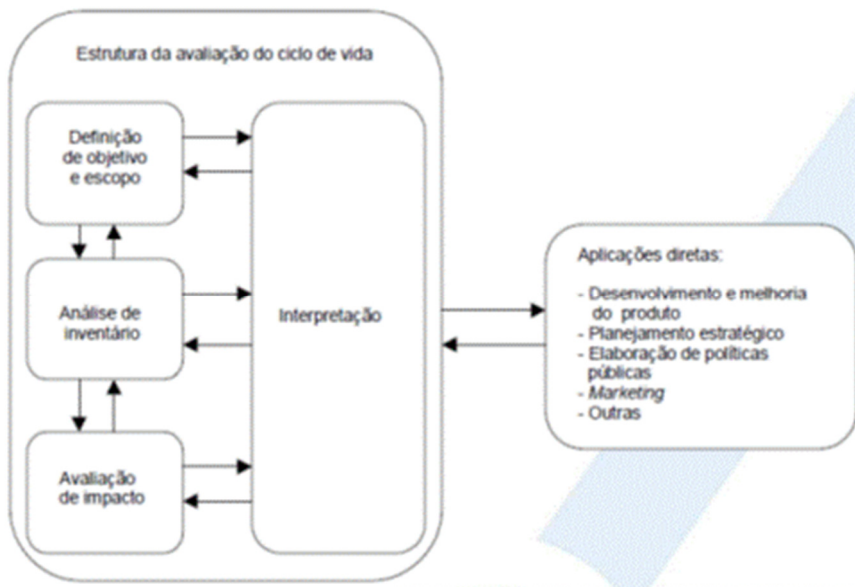 Estrutura da avaliação do ciclo de vida
Definição
de objetivo
e escopo
Análise de
inventário
Avaliação
de impacto
Interpretação
Aplicações diretas:
- Desenvolvimento e melhoria
do produto
- Planejamento estratégico
- Elaboração de políticas
públicas
- Marketing
- Outras